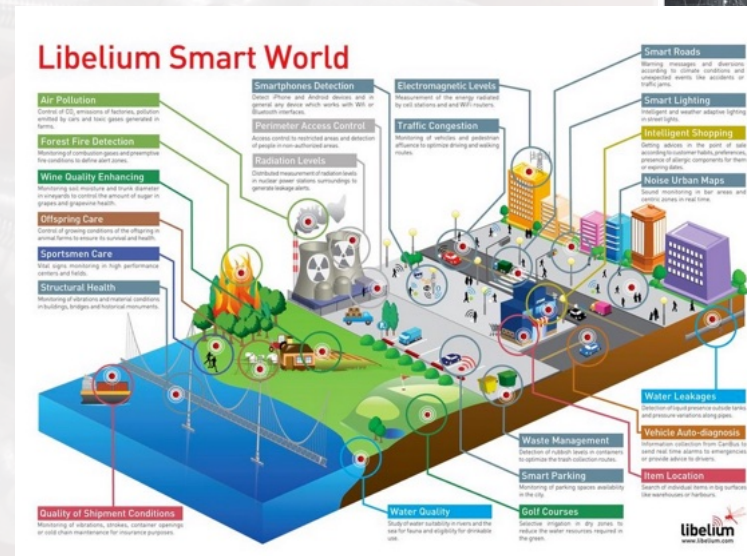 Libelium Smart World
Air Pollution
Control of CO₂ emissions of factories, pollution
emitted by cars and toxic gases generated in
farms.
Forest Fire Detection
Monitoring of combustion gases and preemptive
fire conditions to define alert zones.
Wine Quality Enhancing
Monitoring soil moisture and trunk diameter
in vineyards to control the amount of sugar in
grapes and grapevine health.
Offspring Care
Control of growing conditions of the offspring in
animal farms to ensure its survival and health.
Sportsmen Care
Vital signs monitoring in high performance
centers and fields.
Structural Health
Monitoring of vibrations and material conditions
in buildings, bridges and historical monuments.
Quality of Shipment Conditions
Monitoring of vibrations, strokes, container openings
or cold chain maintenance for insurance purposes.
Smartphones Detection
Detect iPhone and Android devices and in
general any device which works with Wifi or
Bluetooth interfaces.
Perimeter Access Control
Access control to restricted areas and detection
of people in non-authorized areas.
Radiation Levels
Distributed measurement of radiation levels
in nuclear power stations surroundings to
generate leakage alerts.
Electromagnetic Levels
Measurement of the energy radiated
by cell stations and and WiFi routers.
Traffic Congestion
Monitoring of vehicles and pedestrian
affluence to optimize driving and walking
routes.
Smart Roads
Warning messages and diversions
according to climate conditions and
unexpected events like accidents or
traffic jams.
Smart Lighting
Intelligent and weather adaptive lighting
in street lights.
Intelligent Shopping
Getting advices in the point of sale
according to customer habits, preferences,
presence of allergic components for them
or expiring dates.
Noise Urban Maps
Sound monitoring in bar areas and
centric zones in real time.
Water Leakages
Detection of liquid presence outside tanks
and pressure variations along pipes.
Vehicle Auto-diagnosis
Information collection from CanBus to
send real time alarms to emergencies
or provide advice to drivers.
Item Location
Search of individual items in big surfaces
like warehouses or harbours.
Waste Management
Detection of rubbish levels in containers
to optimize the trash collection routes.
Smart Parking
Monitoring of parking spaces availability
in the city.
Golf Courses
Selective irrigation in dry zones to
reduce the water resources required in
the green.
Water Quality
Study of water suitability in rivers and the
sea for fauna and eligibility for drinkable
use.
libelium
www.libelium.com